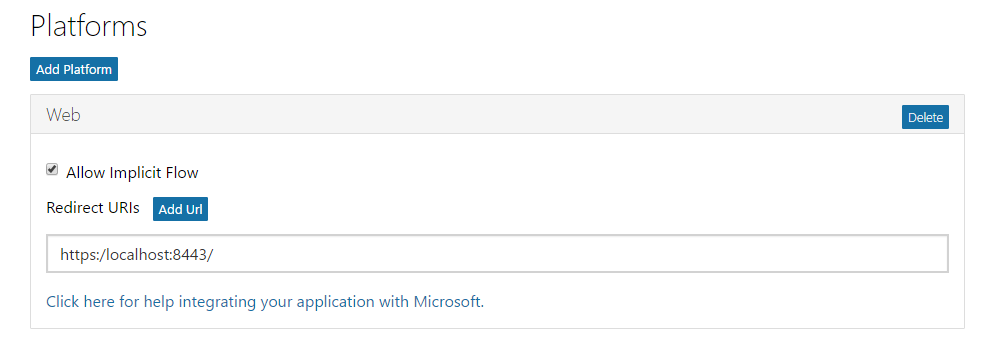 Platforms
Add Platform
Web
Delete
Allow Implicit Flow
Redirect URIs Add Url
https:/localhost:8443/
Click here for help integrating your application with Microsoft.